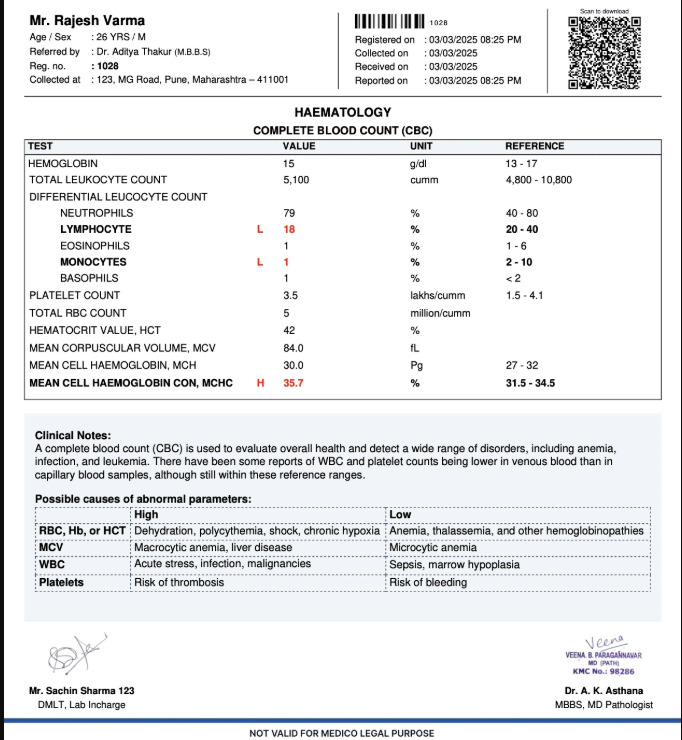 Mr. Rajesh Varma
Age / Sex : 26 YRS / M
Referred by : Dr. Aditya Thakur (M.B.B.S)
Reg. no. : 1028
Collected at : 123, MG Road, Pune, Maharashtra – 411001
1028
Registered on : 03/03/2025 08:25 PM
Collected on : 03/03/2025
Received on : 03/03/2025
Reported on : 03/03/2025 08:25 PM
Scan to download
HAEMATOLOGY
COMPLETE BLOOD COUNT (CBC)
TEST VALUE UNIT REFERENCE
HEMOGLOBIN 15 g/dl 13 - 17
TOTAL LEUKOCYTE COUNT 5,100 cumm 4,800 - 10,800
DIFFERENTIAL LEUCOCYTE COUNT
NEUTROPHILS 79 % 40 - 80
LYMPHOCYTE L 18 % 20 - 40
EOSINOPHILS 1 % 1 - 6
MONOCYTES L 1 % 2 - 10
BASOPHILS 1 % < 2
PLATELET COUNT 3.5 lakhs/cumm 1.5 - 4.1
TOTAL RBC COUNT 5 million/cumm
HEMATOCRIT VALUE, HCT 42 %
MEAN CORPUSCULAR VOLUME, MCV 84.0 fL
MEAN CELL HAEMOGLOBIN, MCH 30.0 Pg 27 - 32
MEAN CELL HAEMOGLOBIN CON, MCHC H 35.7 % 31.5 - 34.5
Clinical Notes:
A complete blood count (CBC) is used to evaluate overall health and detect a wide range of disorders, including anemia,
infection, and leukemia. There have been some reports of WBC and platelet counts being lower in venous blood than in
capillary blood samples, although still within these reference ranges.
Possible causes of abnormal parameters:
High Low
RBC, Hb, or HCT Dehydration, polycythemia, shock, chronic hypoxia Anemia, thalassemia, and other hemoglobinopathies
MCV Macrocytic anemia, liver disease Microcytic anemia
WBC Acute stress, infection, malignancies Sepsis, marrow hypoplasia
Platelets Risk of thrombosis Risk of bleeding
Veena
VEENA. B. PARAGANNAVAR
MD (PATH)
KMC No.: 98286
Mr. Sachin Sharma 123
DMLT, Lab Incharge
Dr. A. K. Asthana
MBBS, MD Pathologist
NOT VALID FOR MEDICO LEGAL PURPOSE